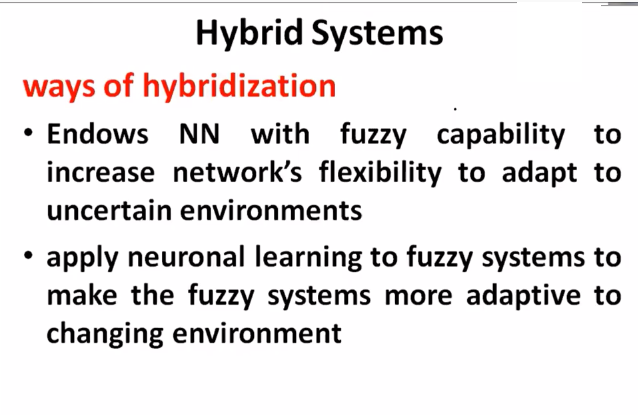 Hybrid Systems
ways of hybridization
• Endows NN with fuzzy capability to
increase network's flexibility to adapt to
uncertain environments
• apply neuronal learning to fuzzy systems to
make the fuzzy systems more adaptive to
changing environment